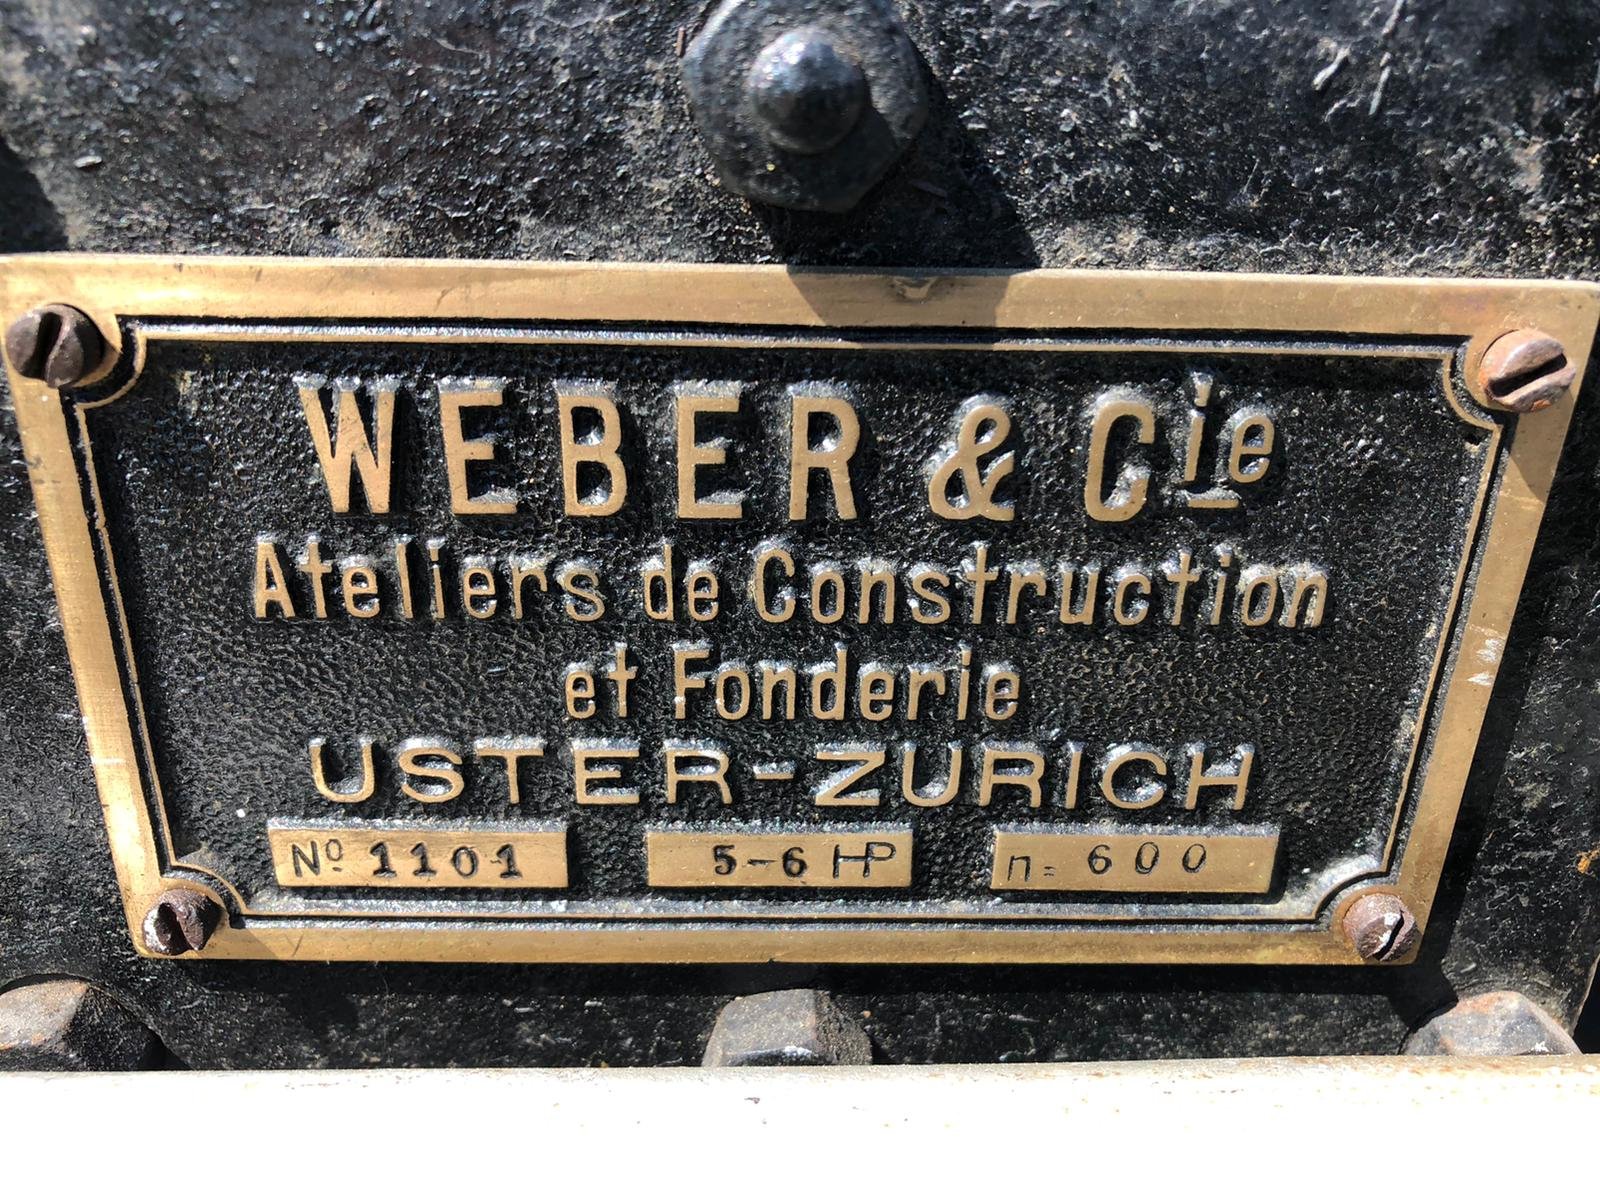 WEBER & Cie
Ateliers de Construction
et Fonderie
USTER-ZURICH
No 1101 5-6 HP n= 600